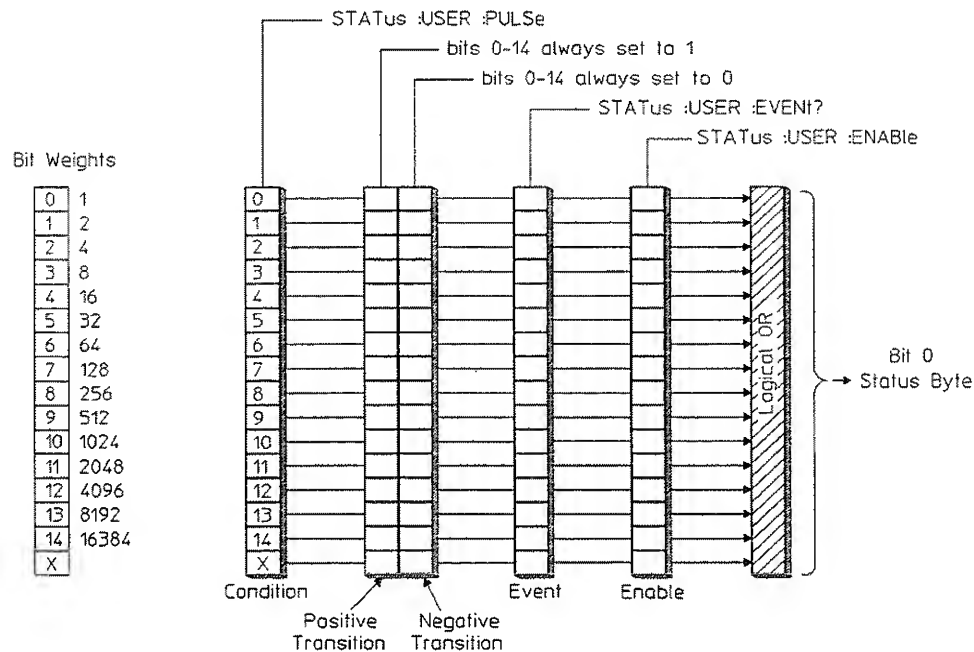 STATus :USER :PULSe
bits 0-14 always set to 1
bits 0-14 always set to 0
STATus :USER :EVENt?
STATus :USER :ENABle
Bit Weights
0 1
1 2
2 4
3 8
4 16
5 32
6 64
7 128
8 256
9 512
10 1024
11 2048
12 4096
13 8192
14 16384
X
0
1
2
3
4
5
6
7
8
9
10
11
12
13
14
X
Logical OR
Bit 0
Status Byte
Condition
Event
Enable
Positive
Transition
Negative
Transition